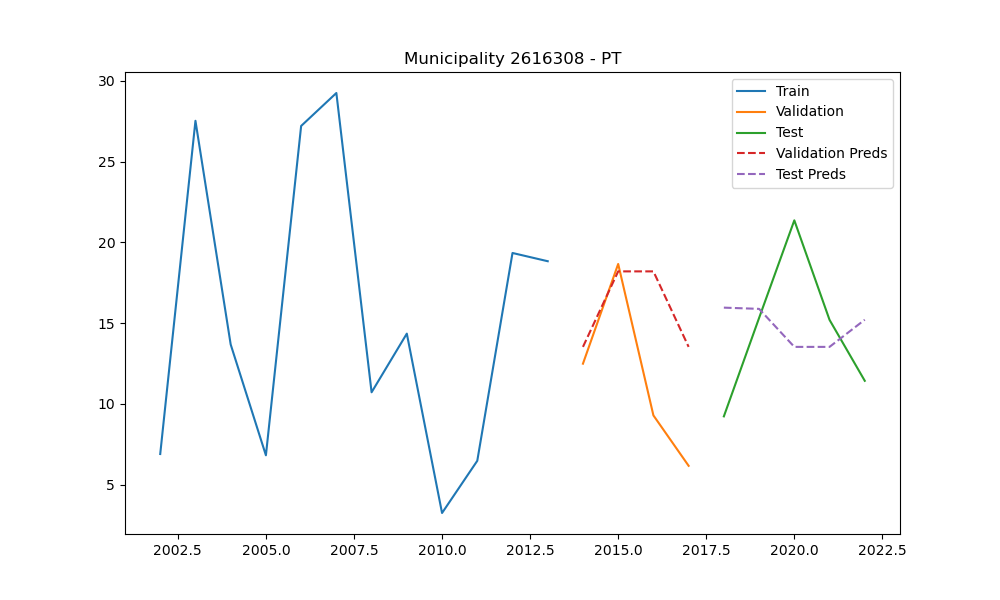 Municipality 2616308 - PT
30
25
20
15
10
5
2002.5 2005.0 2007.5 2010.0 2012.5 2015.0 2017.5 2020.0 2022.5
Train
Validation
Test
Validation Preds
Test Preds